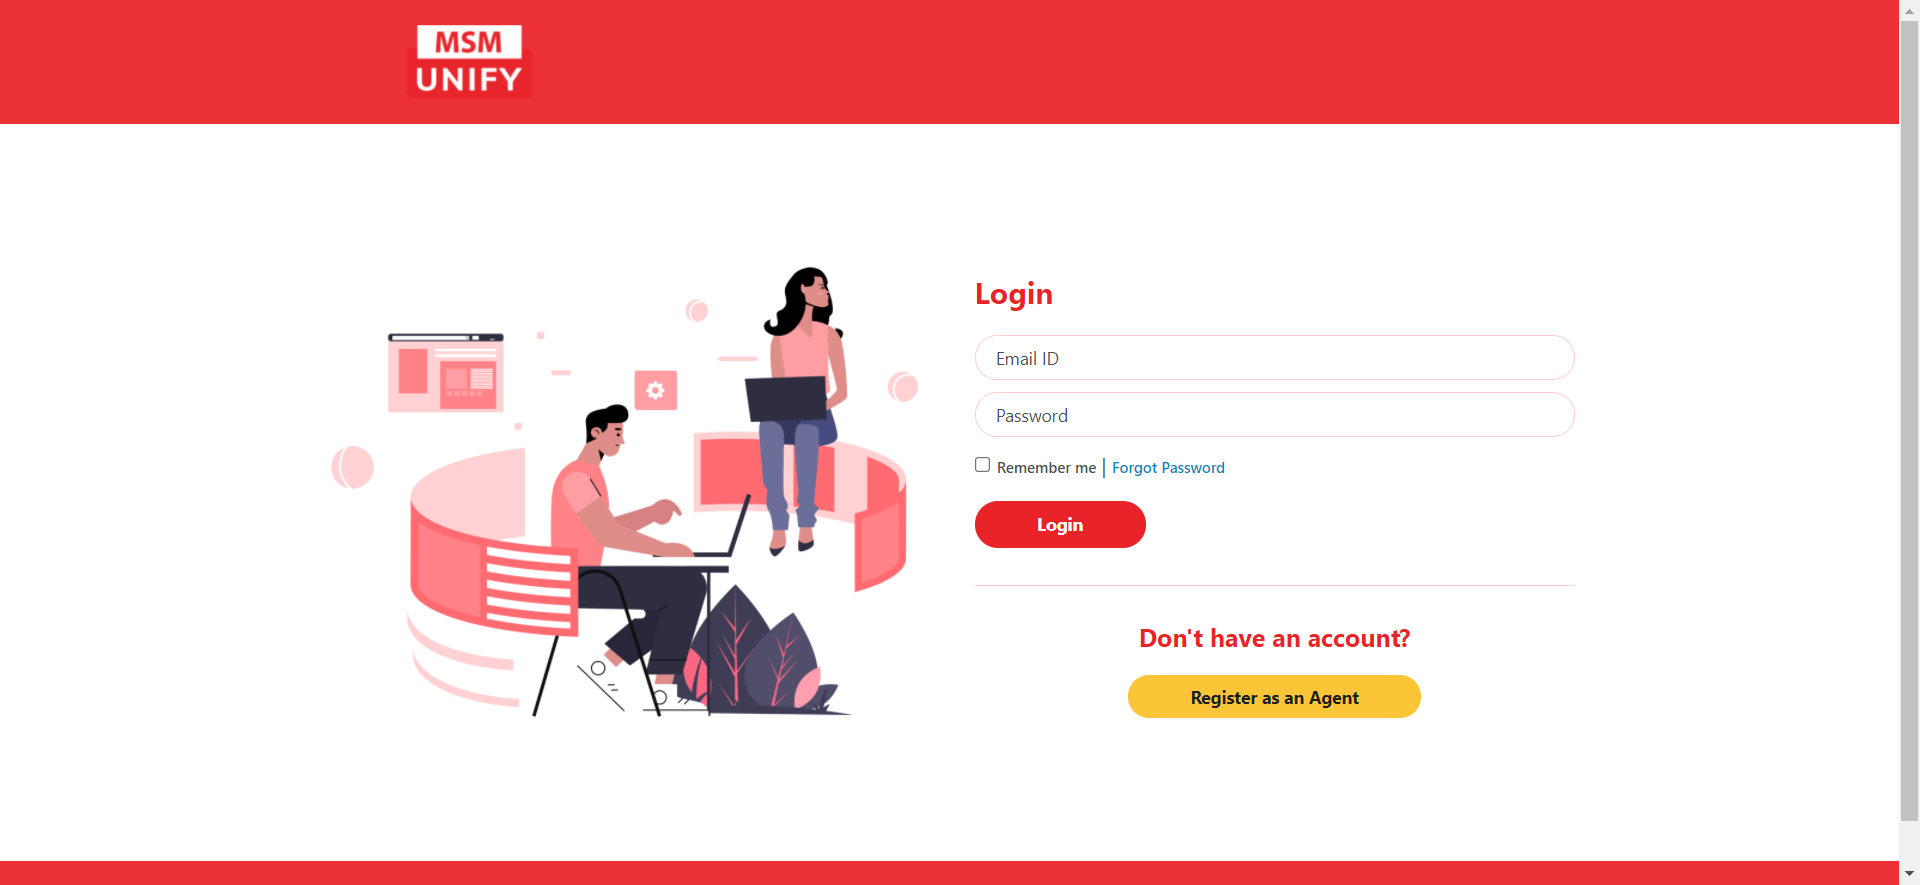 MSM
UNIFY
Login
Email ID
Password
Remember me | Forgot Password
Login
Don't have an account?
Register as an Agent